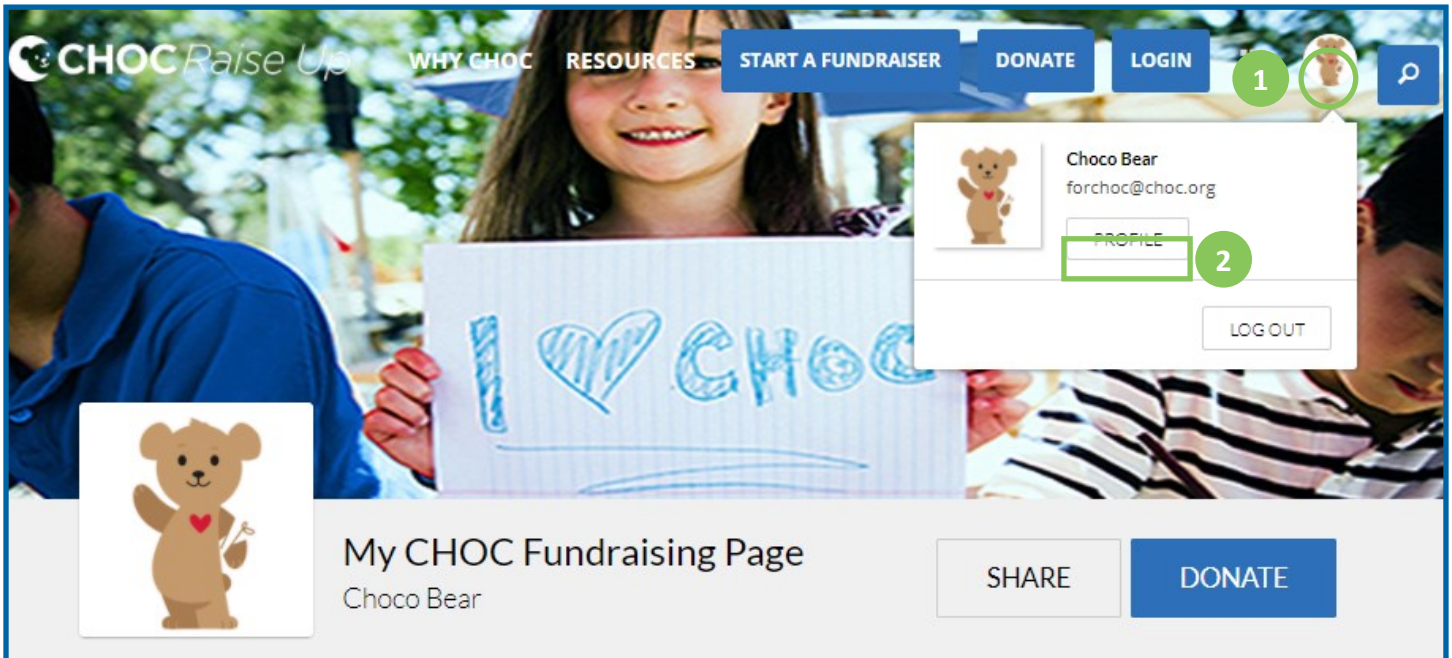 CHOC Raise Up WHY CHOC RESOURCES START A FUNDRAISER DONATE LOGIN 1
Choco Bear
forchoc@choc.org
PROFILE 2
LOG OUT
I CHOC
My CHOC Fundraising Page
Choco Bear
SHARE DONATE